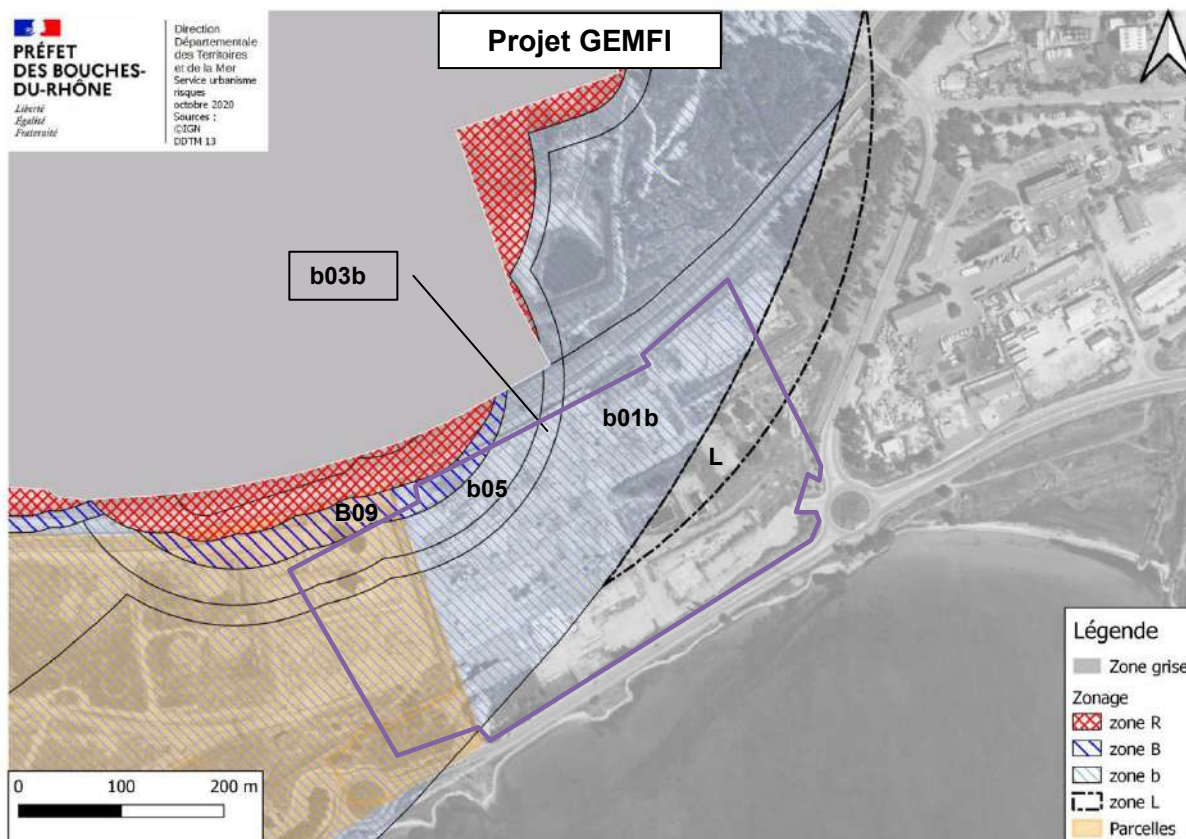 PRÉFET
DES BOUCHES-
DU-RHÔNE
Liberté
Égalité
Fraternité
Direction
Départementale
des Territoires
et de la Mer
Service urbanisme
risques
octobre 2020
Sources :
©IGN
DDTM 13
Projet GEMFI
b03b
b01b
L
b05
B09
Légende
Zone grise
Zonage
zone R
zone B
zone b
zone L
Parcelles
0 100 200 m